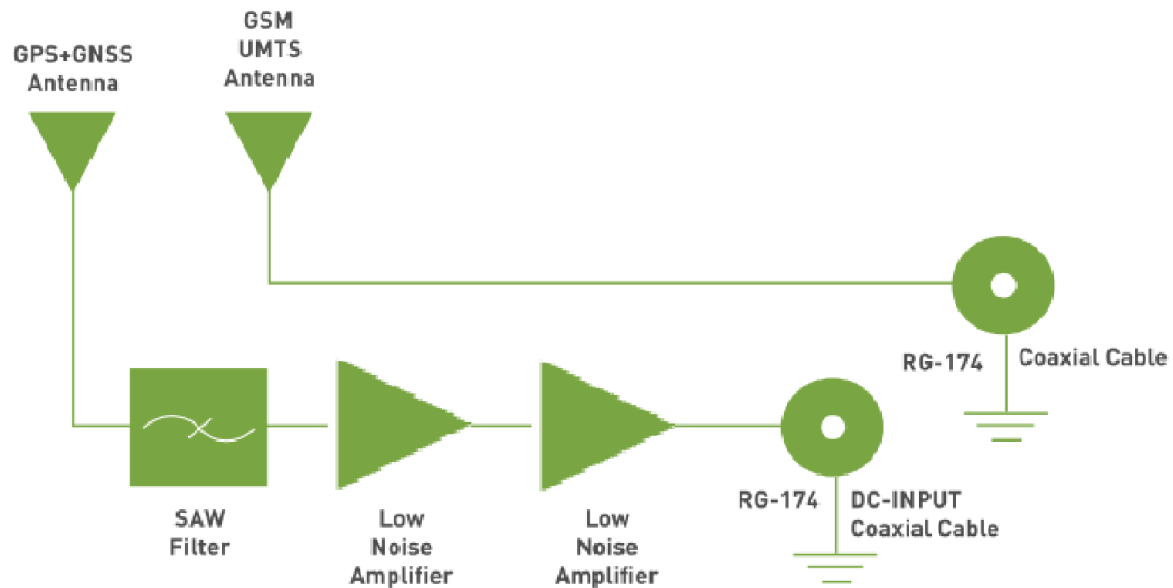 GPS+GNSS
Antenna
GSM
UMTS
Antenna
RG-174
Coaxial Cable
SAW
Filter
Low
Noise
Amplifier
Low
Noise
Amplifier
RG-174
DC-INPUT
Coaxial Cable